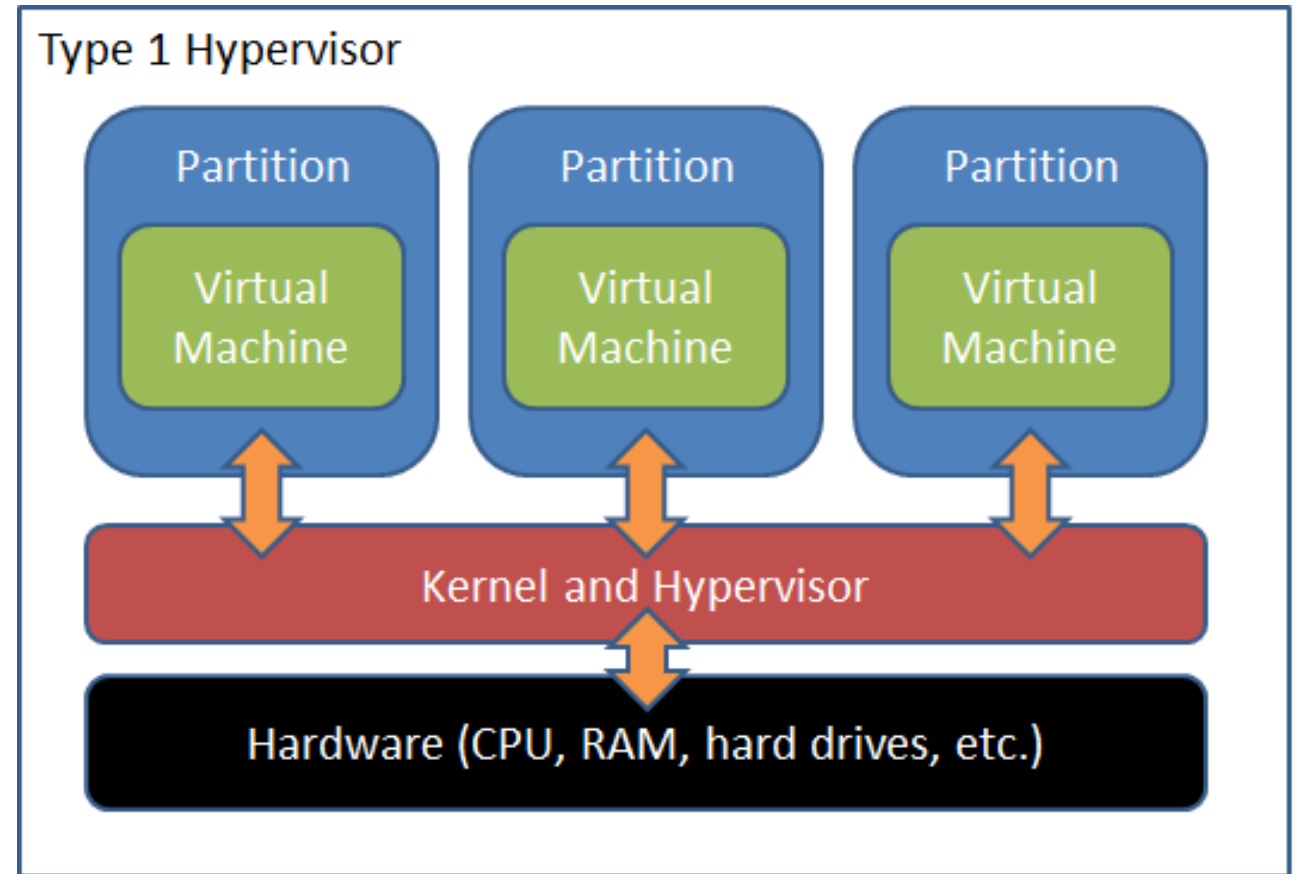 Type 1 Hypervisor
Partition
Virtual
Machine
Partition
Virtual
Machine
Partition
Virtual
Machine
Kernel and Hypervisor
Hardware (CPU, RAM, hard drives, etc.)